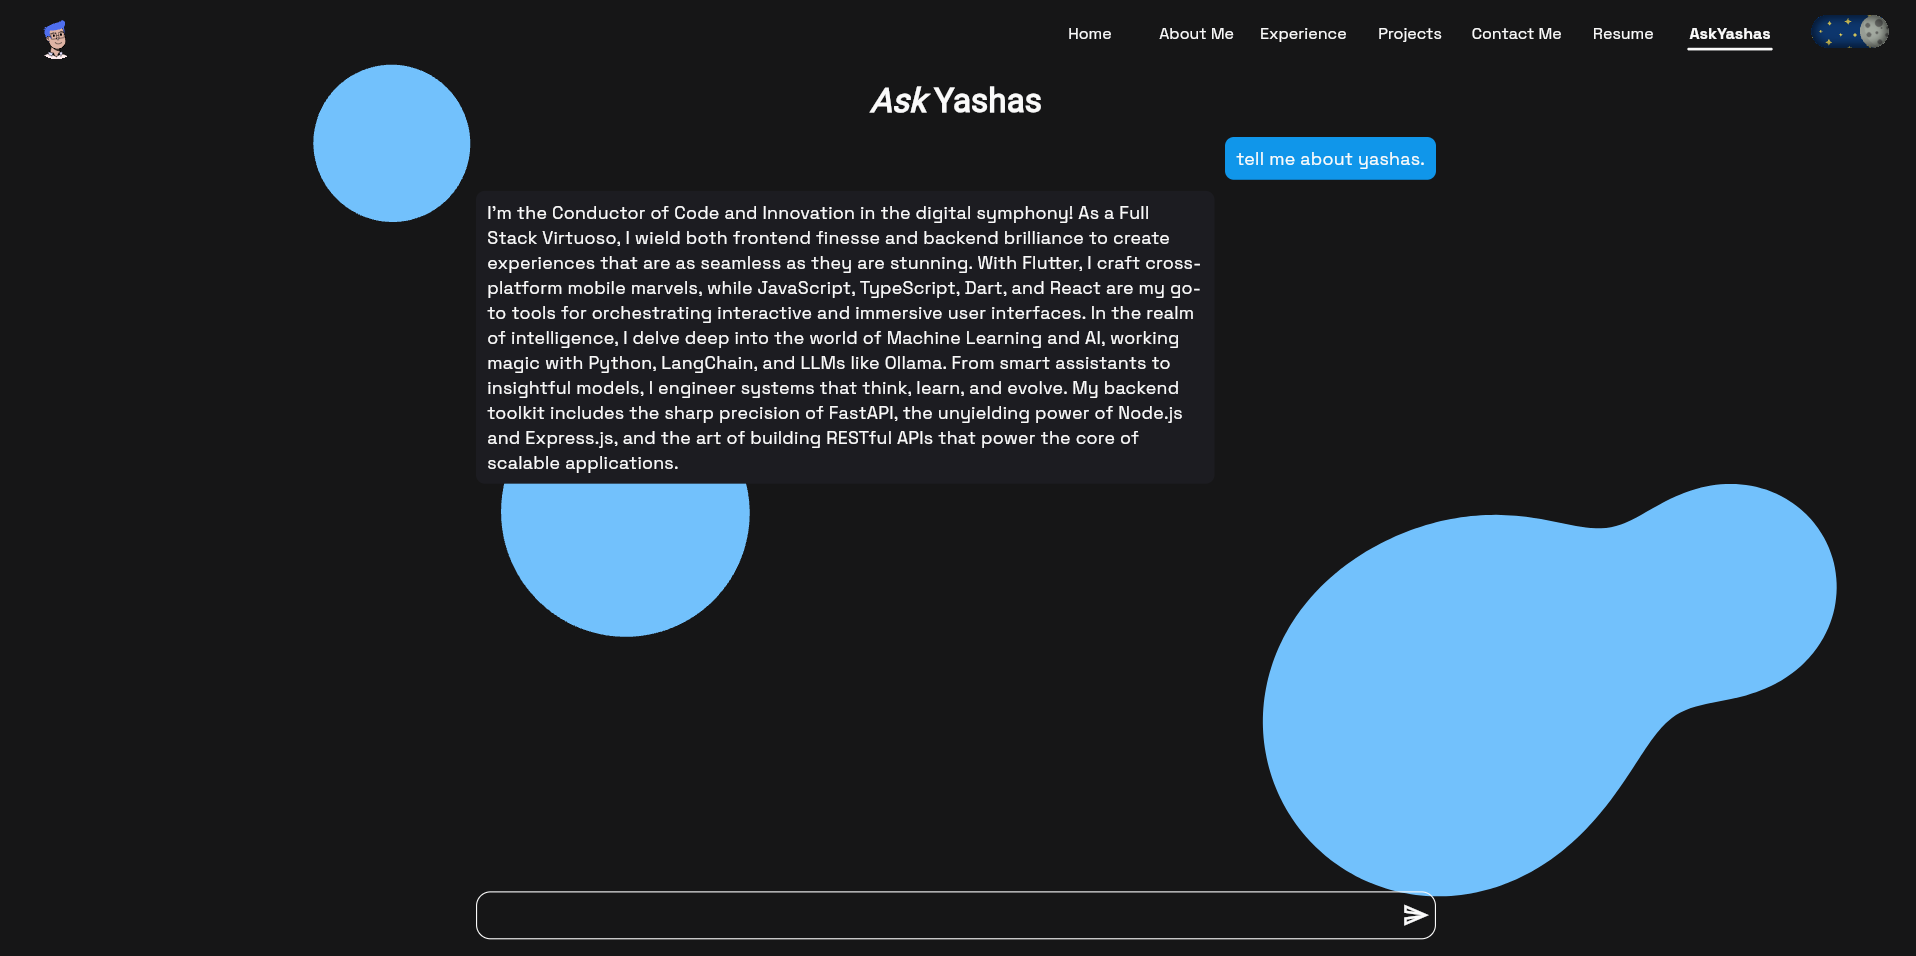 Home About Me Experience Projects Contact Me Resume AskYashas
Ask Yashas
tell me about yashas.
I'm the Conductor of Code and Innovation in the digital symphony! As a Full
Stack Virtuoso, I wield both frontend finesse and backend brilliance to create
experiences that are as seamless as they are stunning. With Flutter, I craft cross-
platform mobile marvels, while JavaScript, TypeScript, Dart, and React are my go-
to tools for orchestrating interactive and immersive user interfaces. In the realm
of intelligence, I delve deep into the world of Machine Learning and AI, working
magic with Python, LangChain, and LLMs like Ollama. From smart assistants to
insightful models, I engineer systems that think, learn, and evolve. My backend
toolkit includes the sharp precision of FastAPI, the unyielding power of Node.js
and Express.js, and the art of building RESTful APIs that power the core of
scalable applications.